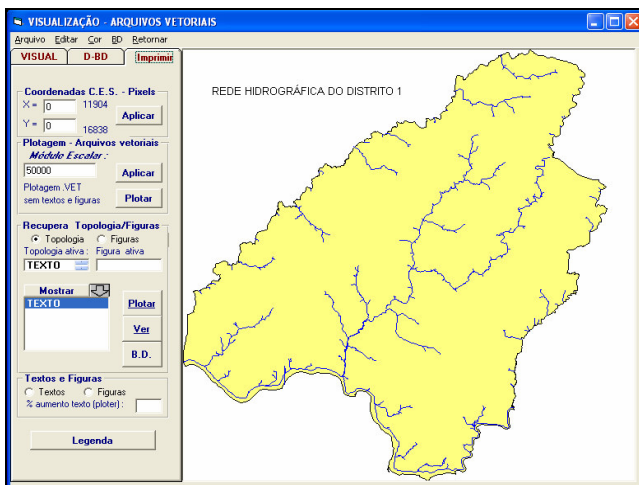 VISUALIZAÇÃO - ARQUIVOS VETORIAIS
Arquivo Editar Cor BD Retornar
VISUAL D-BD Imprimir
Coordenadas C.E.S. - Pixels
X = 0 11904
Y = 0 16838
Aplicar
Plotagem - Arquivos vetoriais
Módulo Escalar :
50000 Aplicar
Plotagem .VET
sem textos e figuras
Plotar
Recupera Topologia/Figuras
Topologia Figuras
Topologia ativa : Figura ativa
TEXTO
Mostrar
TEXTO
Plotar
Ver
B.D.
Textos e Figuras
Textos Figuras
% aumento texto (ploter) :
Legenda
REDE HIDROGRÁFICA DO DISTRITO 1